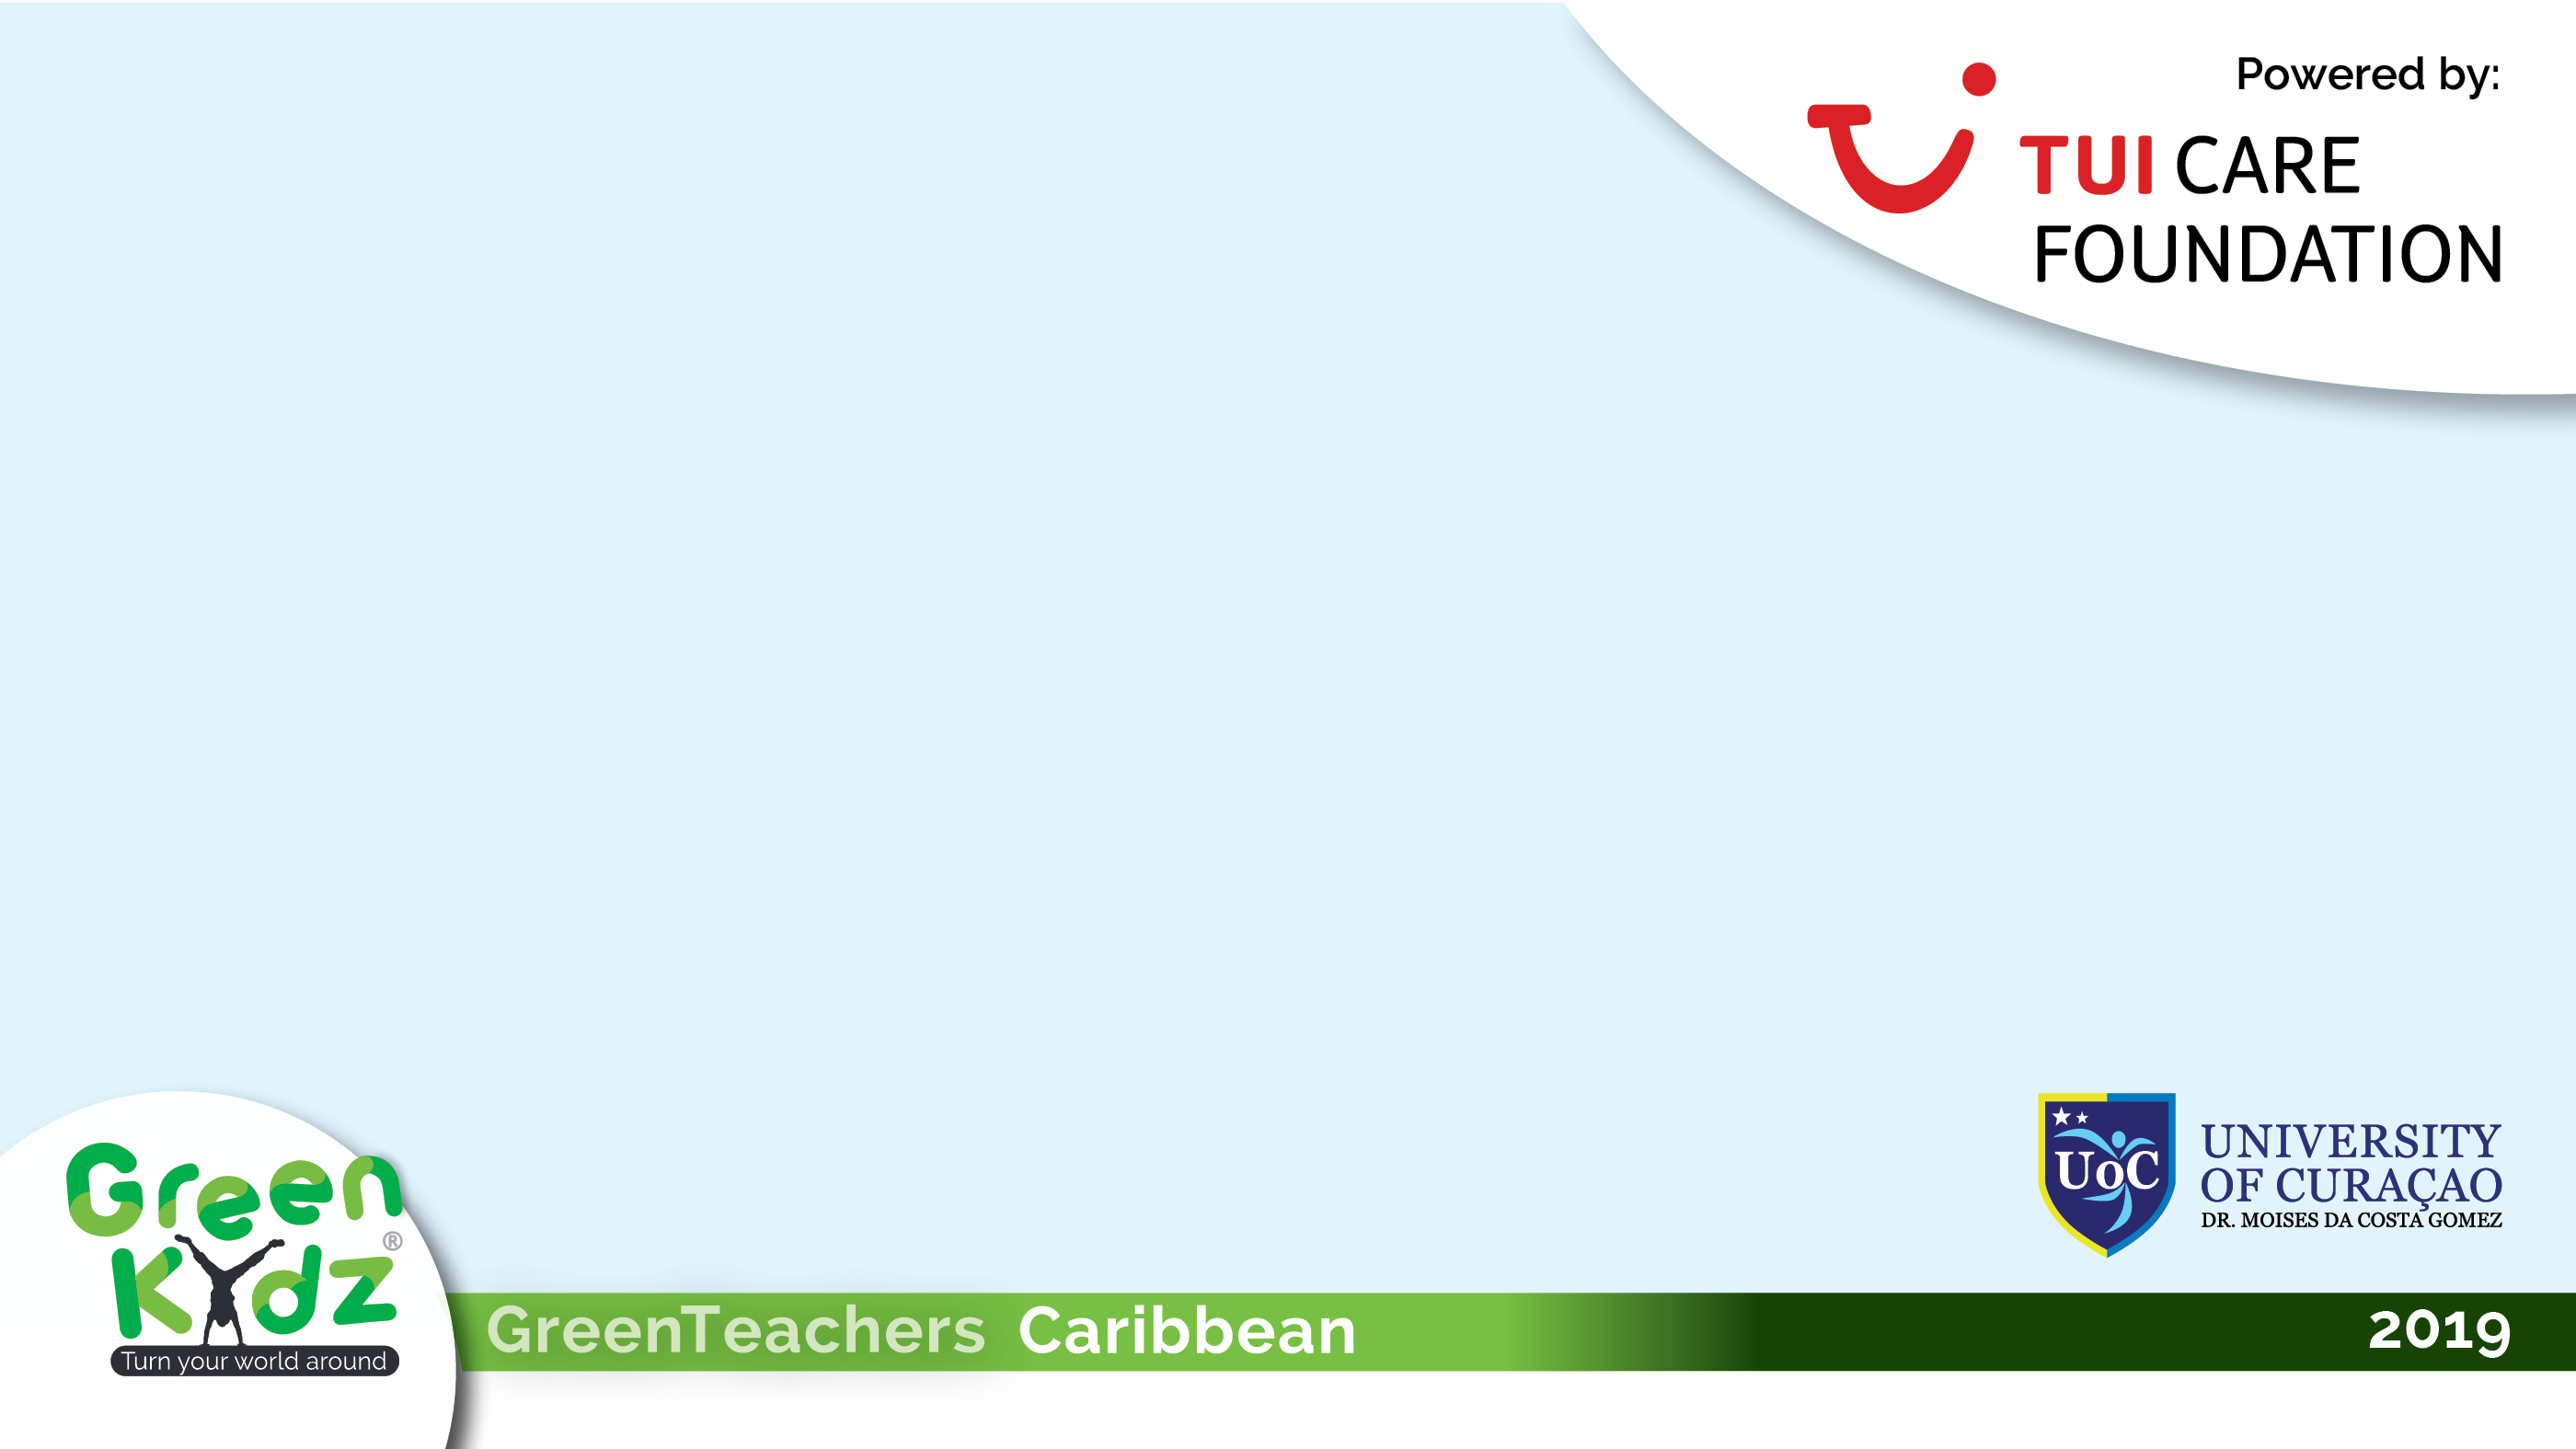 Powered by:
TUI CARE
FOUNDATION
UoC
UNIVERSITY
OF CURAÇAO
DR. MOISES DA COSTA GOMEZ
Green
Kydz®
Turn your world around
GreenTeachers Caribbean
2019